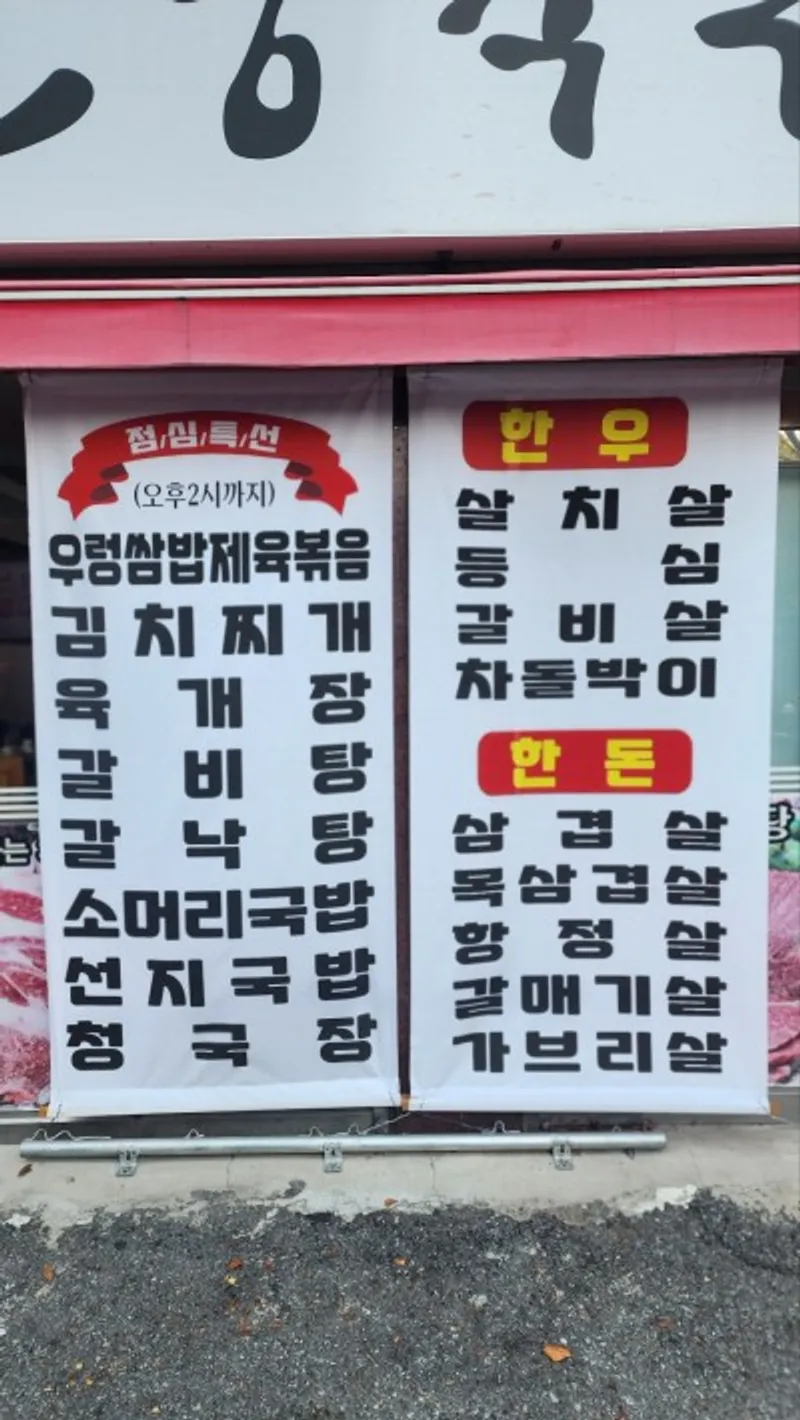 점/심/특/선
(오후2시까지)
우렁쌈밥제육볶음
김치찌개
육개장
갈비탕
갈낙탕
소머리국밥
선지국밥
청국장
한우
살치살
등심
갈비살
차돌박이
한돈
삼겹살
목삼겹살
항정살
갈매기살
가브리살